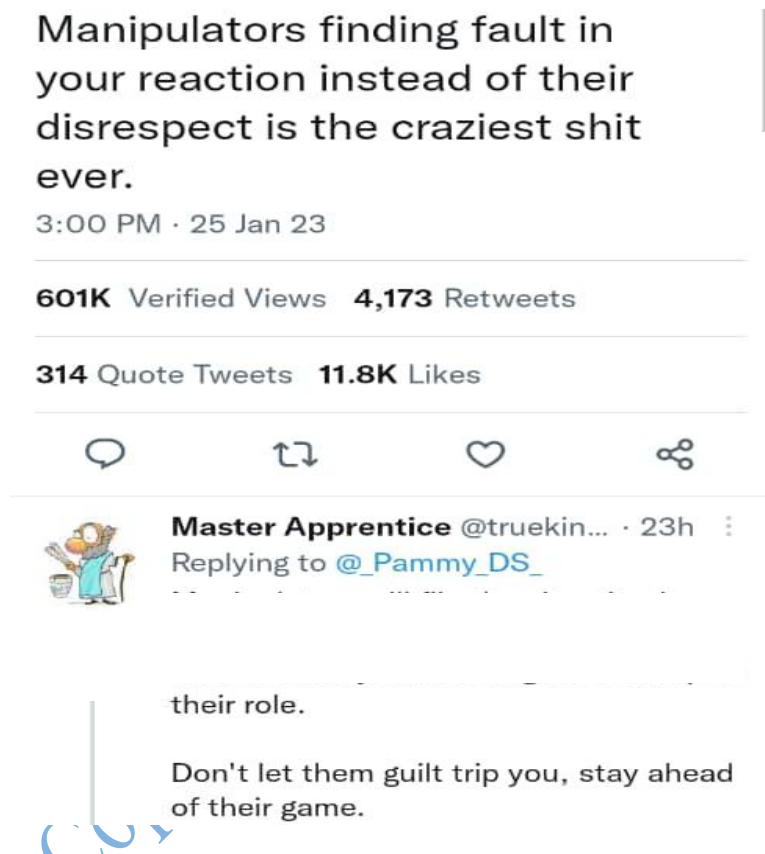 Manipulators finding fault in
your reaction instead of their
disrespect is the craziest shit
ever.
3:00 PM · 25 Jan 23
601K Verified Views 4,173 Retweets
314 Quote Tweets 11.8K Likes
Master Apprentice @truekin... · 23h
Replying to @_Pammy_DS_
their role.
Don't let them guilt trip you, stay ahead
of their game.